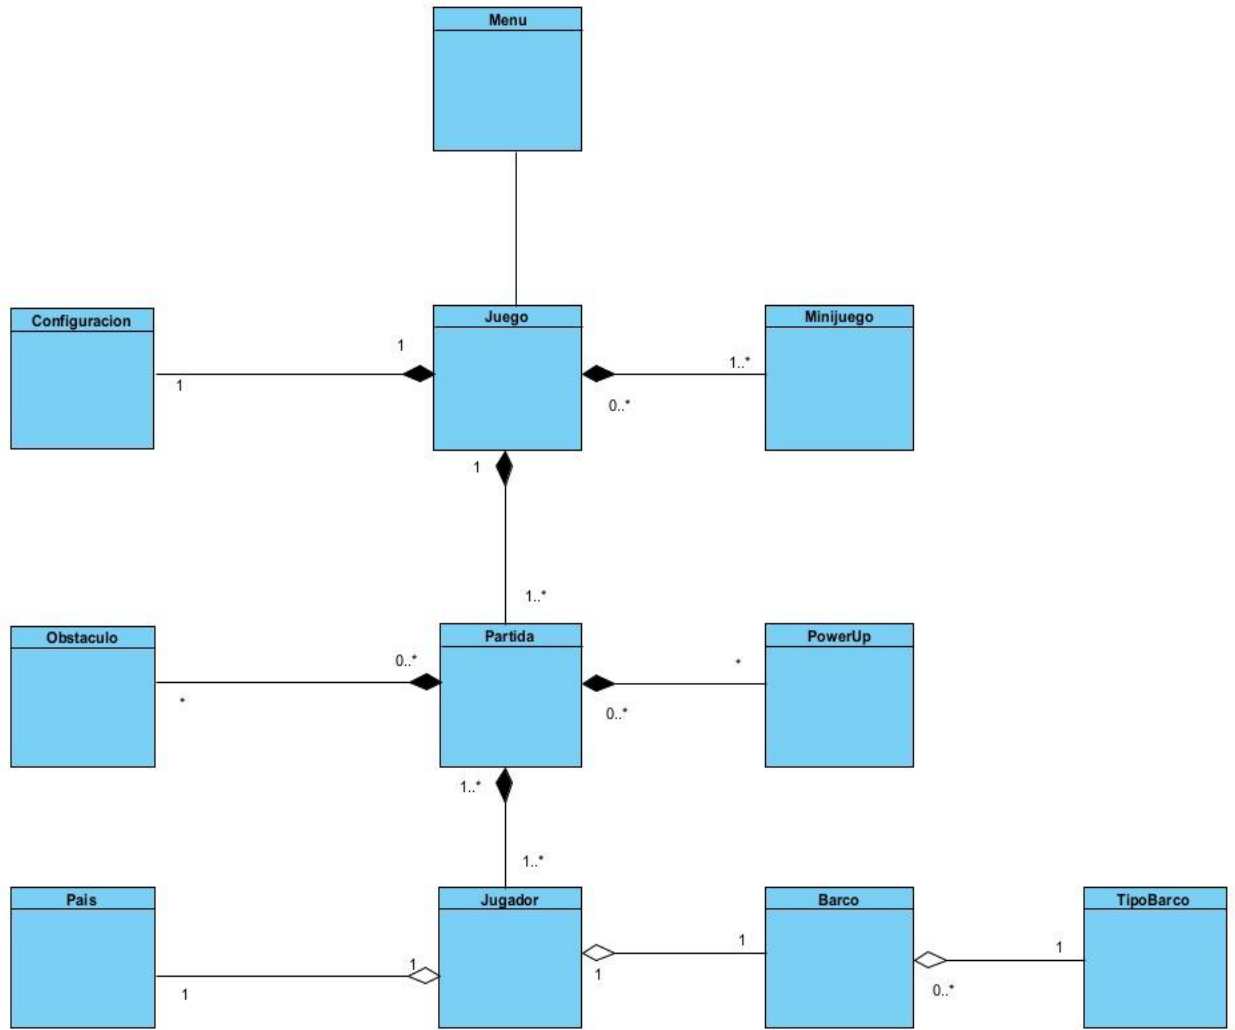 Menu
Configuracion
Juego
Minijuego
1
1
1..*
0..*
1
1..*
Obstaculo
Partida
PowerUp
0..*
*
*
0..*
1..*
1..*
Pais
Jugador
Barco
TipoBarco
1
1
1
1
1
0..*